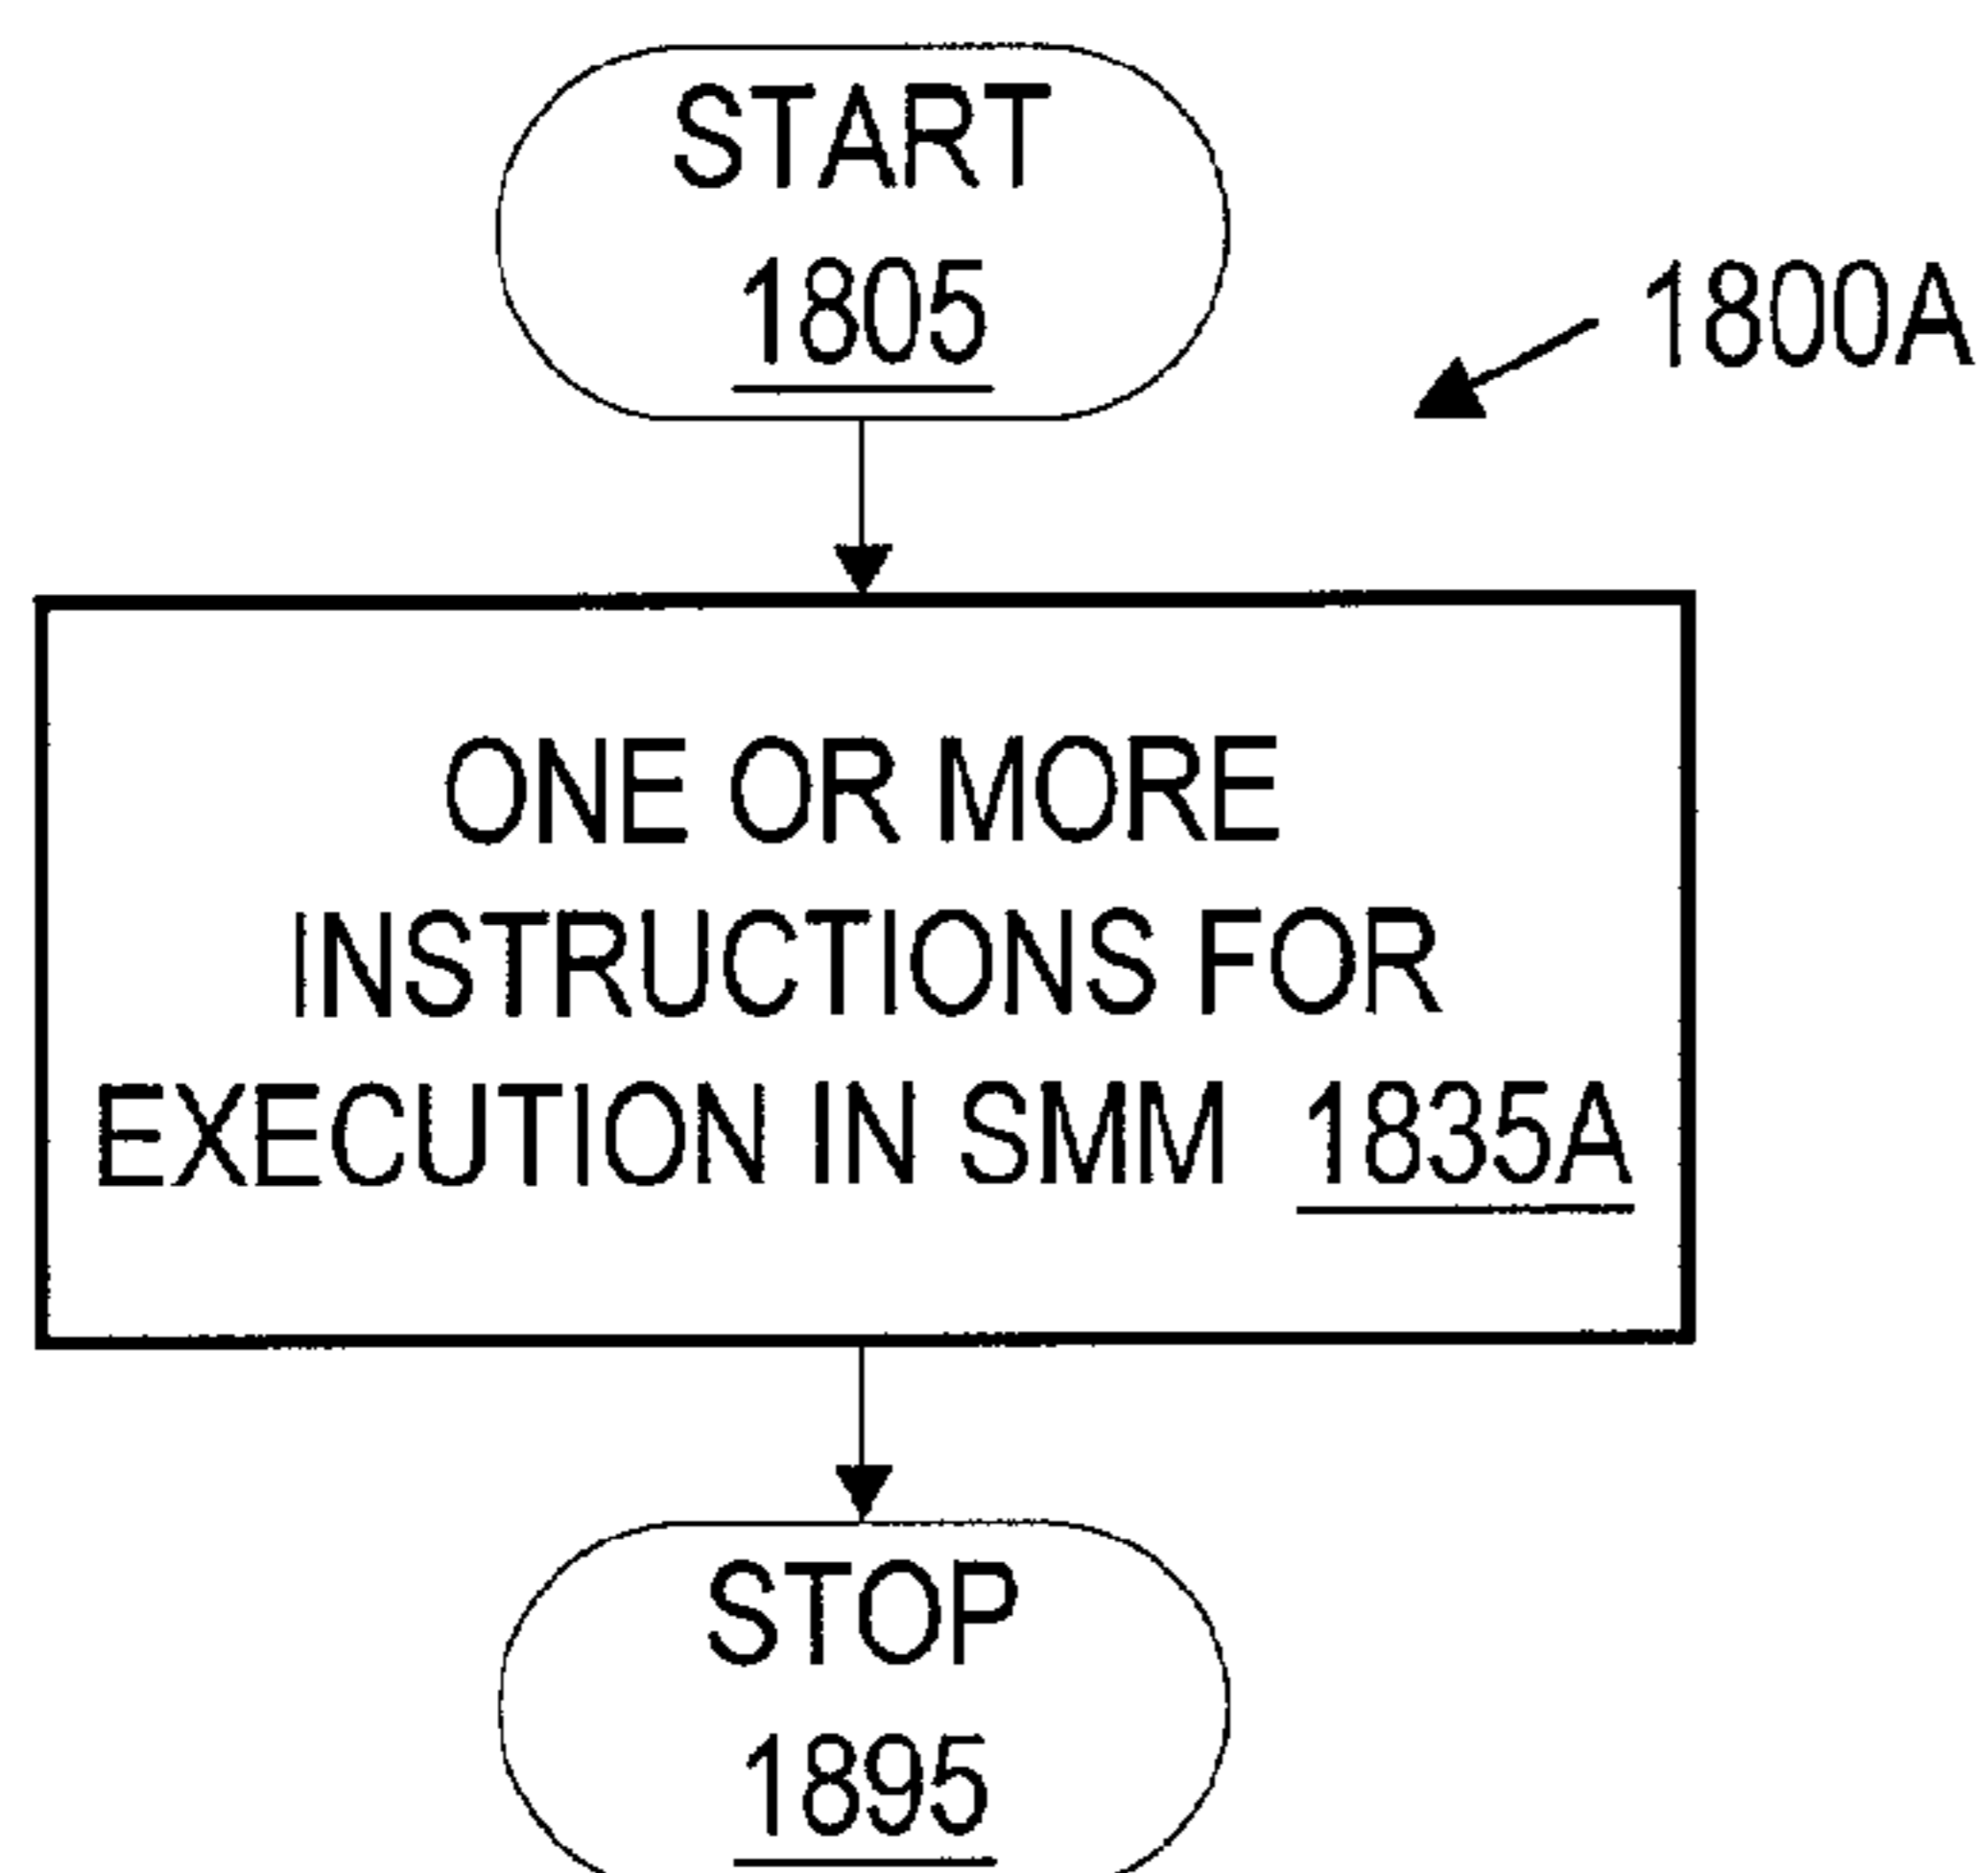 START
1805
1800A
ONE OR MORE
INSTRUCTIONS FOR
EXECUTION IN SMM 1835A
STOP
1895